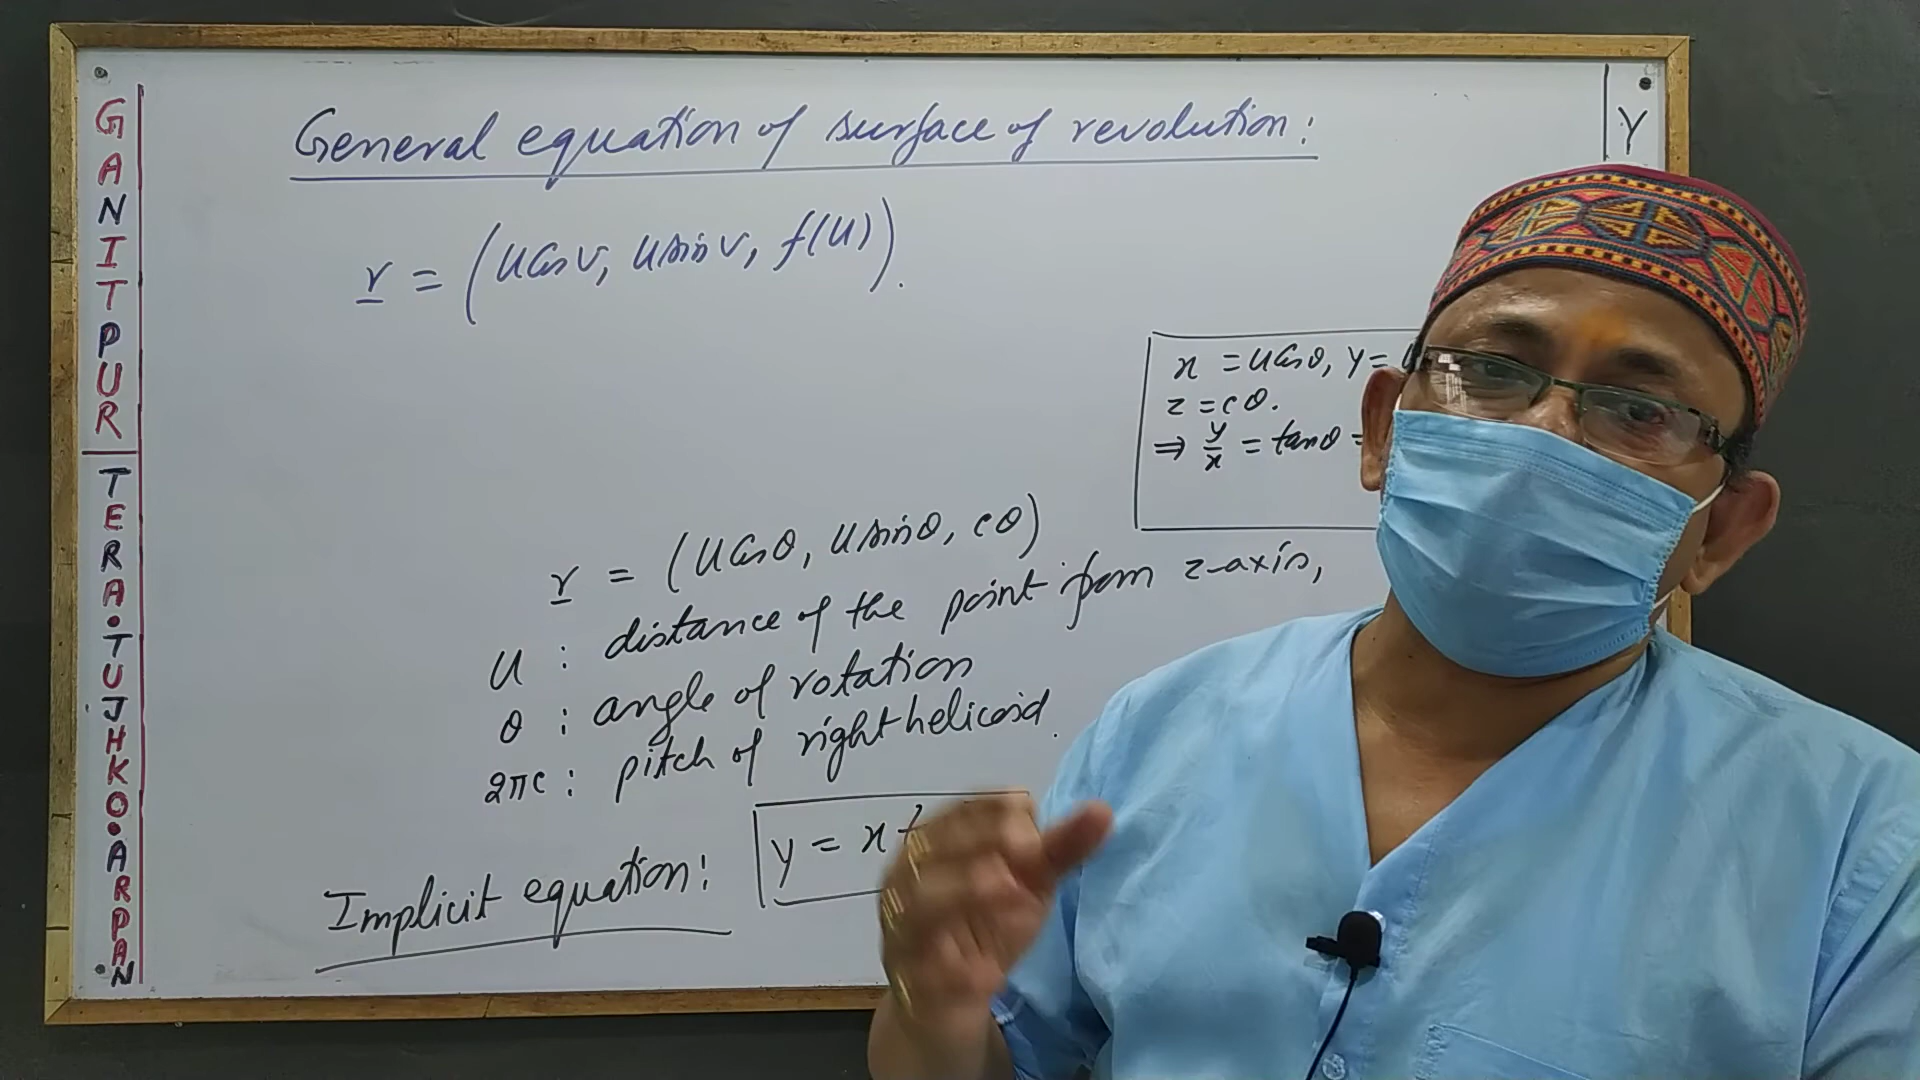 GANITPUR
TERA•TUJHKO•ARPAN
Y
General equation of surface of revolution:
r = (u cos v, u sin v, f(u)).
x = u cos θ, y = u
z = cθ.
⇒ y/x = tan θ =
r = (u cos θ, u sin θ, cθ)
u : distance of the point from z-axis,
θ : angle of rotation
2πc : pitch of right helicoid.
Implicit equation: y = x t